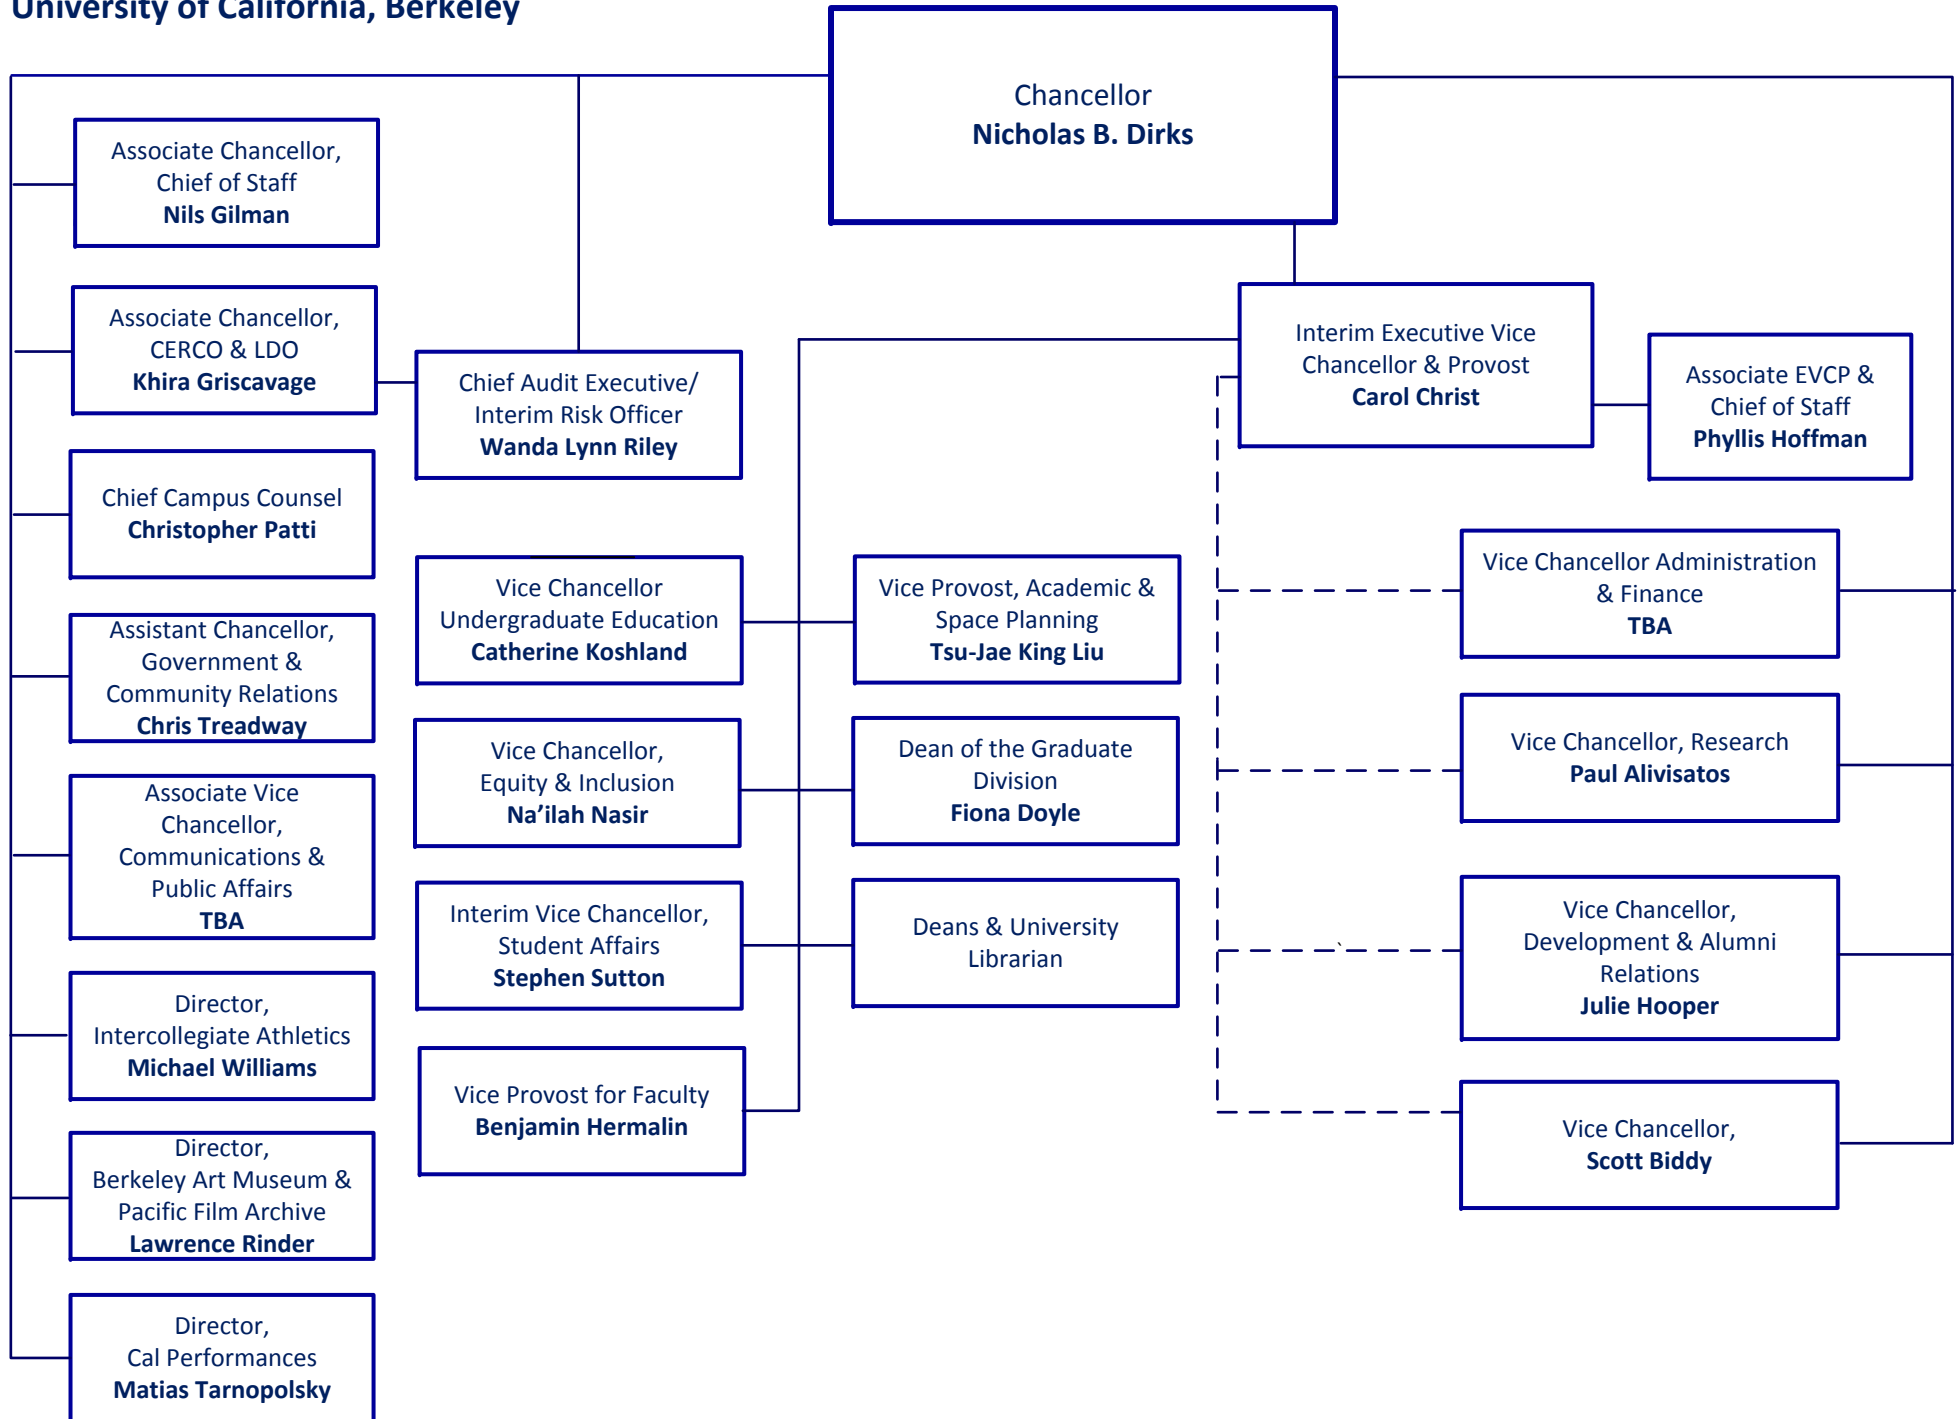 University of California, Berkeley
Chancellor
Nicholas B. Dirks
Associate Chancellor,
Chief of Staff
Nils Gilman
Associate Chancellor,
CERCO & LDO
Khira Griscavage
Chief Campus Counsel
Christopher Patti
Assistant Chancellor,
Government &
Community Relations
Chris Treadway
Associate Vice
Chancellor,
Communications &
Public Affairs
TBA
Director,
Intercollegiate Athletics
Michael Williams
Director,
Berkeley Art Museum &
Pacific Film Archive
Lawrence Rinder
Director,
Cal Performances
Matias Tarnopolsky
Chief Audit Executive/
Interim Risk Officer
Wanda Lynn Riley
Vice Chancellor
Undergraduate Education
Catherine Koshland
Vice Chancellor,
Equity & Inclusion
Na’ilah Nasir
Interim Vice Chancellor,
Student Affairs
Stephen Sutton
Vice Provost for Faculty
Benjamin Hermalin
Vice Provost, Academic &
Space Planning
Tsu-Jae King Liu
Dean of the Graduate
Division
Fiona Doyle
Deans & University
Librarian
Interim Executive Vice
Chancellor & Provost
Carol Christ
Associate EVCP &
Chief of Staff
Phyllis Hoffman
Vice Chancellor Administration
& Finance
TBA
Vice Chancellor, Research
Paul Alivisatos
Vice Chancellor,
Development & Alumni
Relations
Julie Hooper
Vice Chancellor,
Scott Biddy